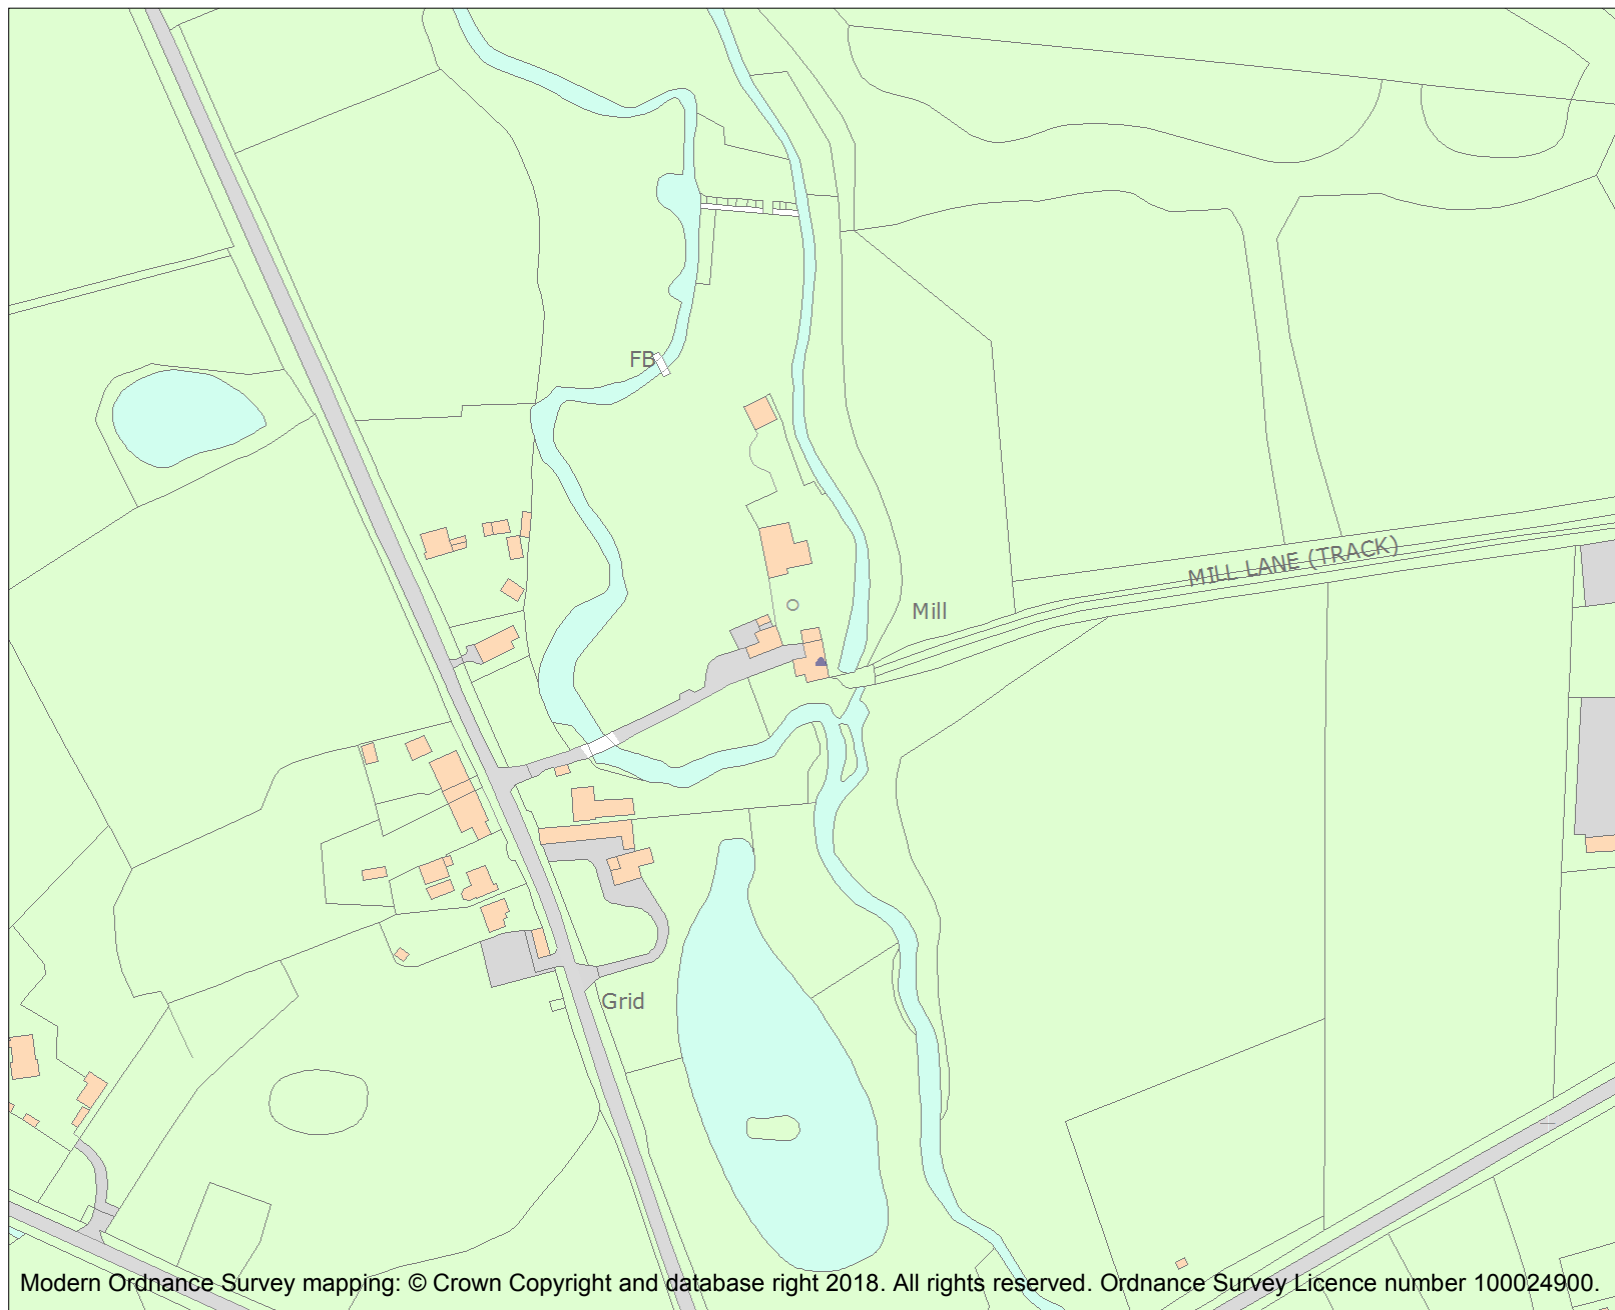 FB
MILL LANE (TRACK)
Mill
Grid
Modern Ordnance Survey mapping: © Crown Copyright and database right 2018. All rights reserved. Ordnance Survey Licence number 100024900.